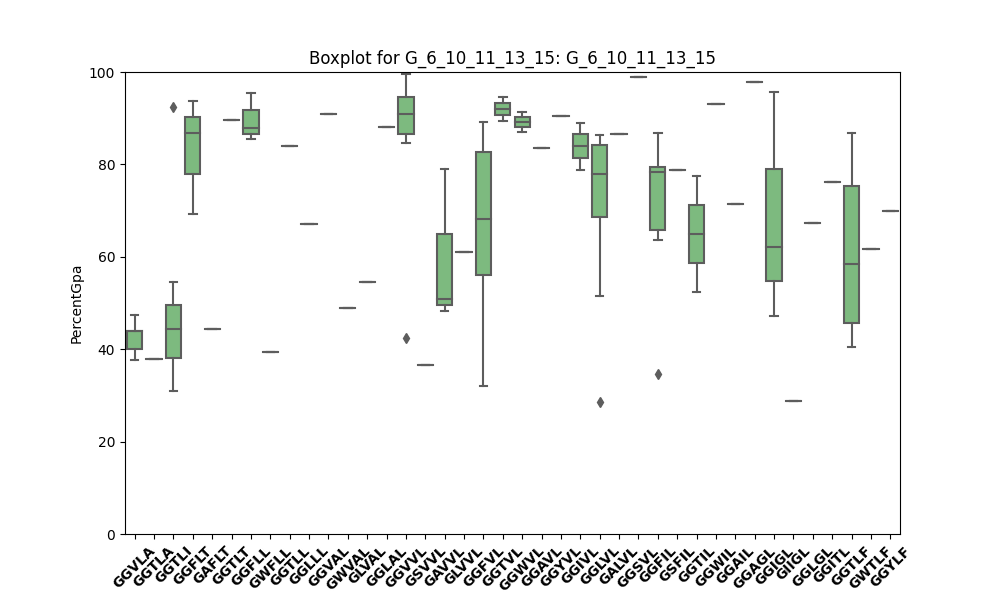 Boxplot for G_6_10_11_13_15: G_6_10_11_13_15
PercentGpa
100
80
60
40
20
0
GGVLA
GGTLA
GGTLI
GGFLT
GAFLT
GGTLT
GGFLL
GWFLL
GGTLL
GGLLL
GGVAL
GWVAL
GLVAL
GGLAL
GGVVL
GSVVL
GAVVL
GLVVL
GGFVL
GGTVL
GGWVL
GGAVL
GGYVL
GGIVL
GGLVL
GALVL
GGSVL
GGFIL
GSFIL
GGTIL
GGWIL
GGAIL
GGAGL
GGIGL
GIIGL
GGLGL
GGITL
GGTLF
GWTLF
GGYLF